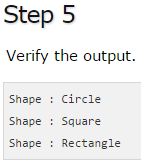 Step 5
Verify the output.
Shape : Circle
Shape : Square
Shape : Rectangle